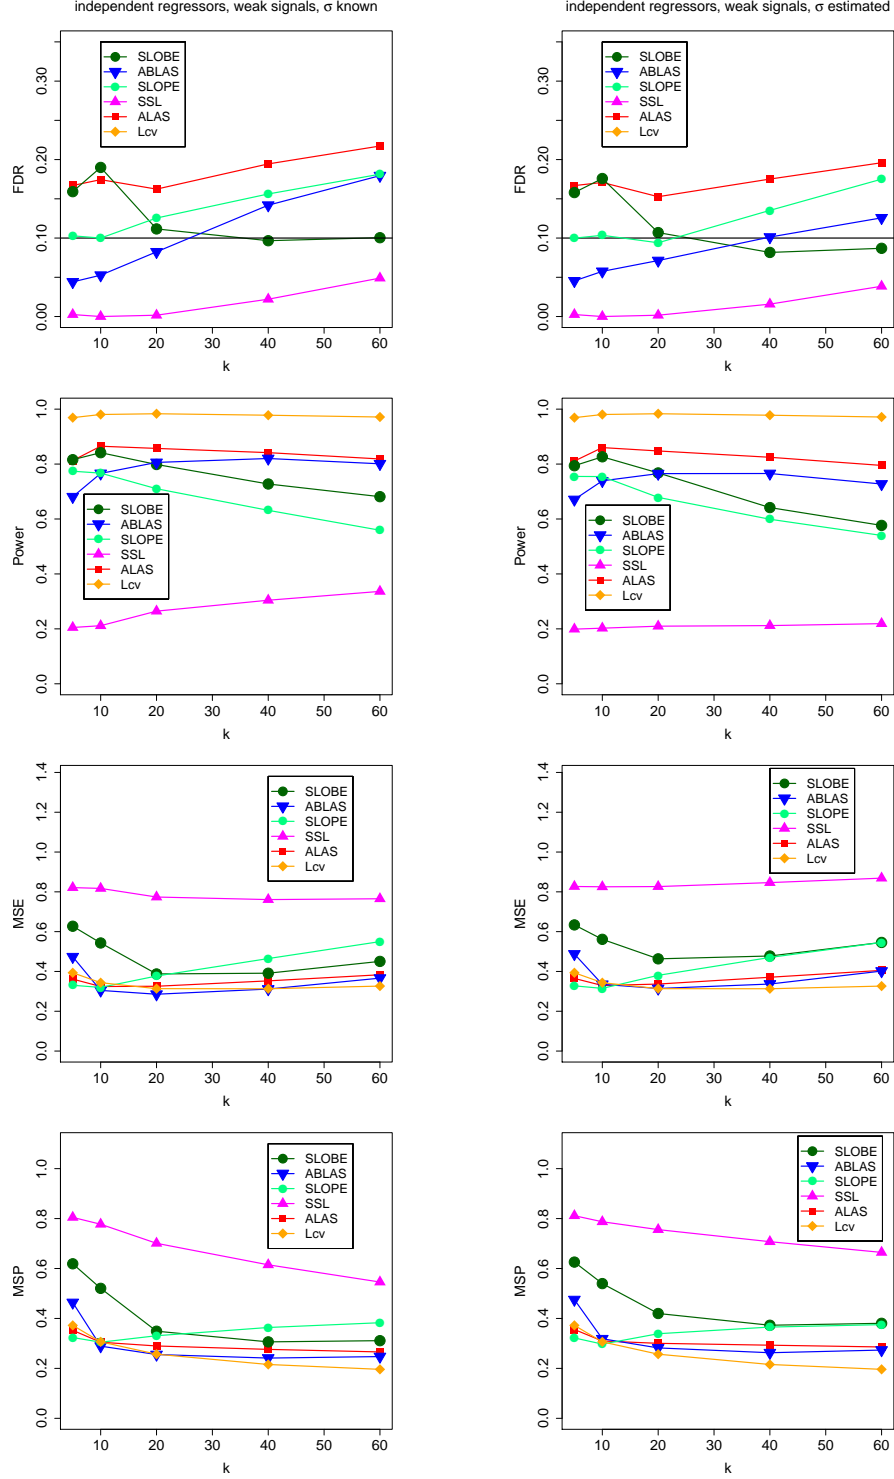 independent regressors, weak signals, σ known
FDR
0.00
0.10
0.20
0.30
SLOBE
ABLAS
SLOPE
SSL
ALAS
Lcv
10 20 30 40 50 60
k
independent regressors, weak signals, σ estimated
FDR
0.00
0.10
0.20
0.30
SLOBE
ABLAS
SLOPE
SSL
ALAS
Lcv
10 20 30 40 50 60
k
Power
0.0
0.2
0.4
0.6
0.8
1.0
SLOBE
ABLAS
SLOPE
SSL
ALAS
Lcv
10 20 30 40 50 60
k
Power
0.0
0.2
0.4
0.6
0.8
1.0
SLOBE
ABLAS
SLOPE
SSL
ALAS
Lcv
10 20 30 40 50 60
k
MSE
0.0
0.2
0.4
0.6
0.8
1.0
1.2
1.4
SLOBE
ABLAS
SLOPE
SSL
ALAS
Lcv
10 20 30 40 50 60
k
MSE
0.0
0.2
0.4
0.6
0.8
1.0
1.2
1.4
SLOBE
ABLAS
SLOPE
SSL
ALAS
Lcv
10 20 30 40 50 60
k
MSP
0.0
0.2
0.4
0.6
0.8
1.0
SLOBE
ABLAS
SLOPE
SSL
ALAS
Lcv
10 20 30 40 50 60
k
MSP
0.0
0.2
0.4
0.6
0.8
1.0
SLOBE
ABLAS
SLOPE
SSL
ALAS
Lcv
10 20 30 40 50 60
k